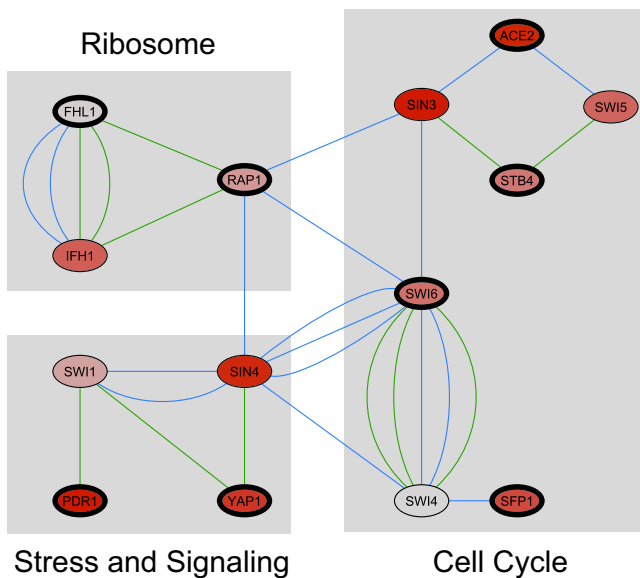 Ribosome
ACE2
FHL1
SIN3
SWI5
RAP1
STB4
IFH1
SWI6
SWI1
SIN4
PDR1
YAP1
SWI4
SFP1
Stress and Signaling
Cell Cycle